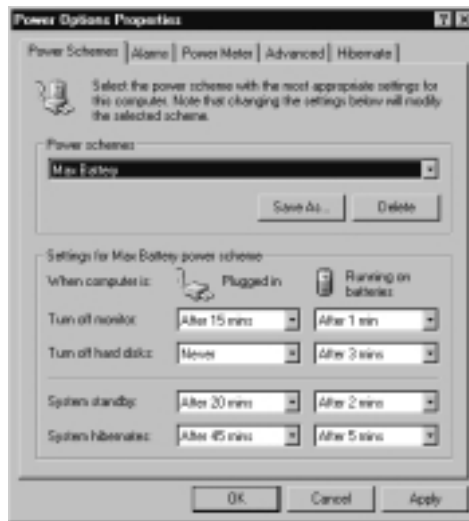 Power Options Properties
Power Schemes Alarms Power Meter Advanced Hibernate
Select the power scheme with the most appropriate settings for
this computer. Note that changing the settings below will modify
the selected scheme.
Power schemes
Max Battery
Save As... Delete
Settings for Max Battery power scheme
When computer is: Plugged in Running on
batteries
Turn off monitor: After 15 mins After 1 min
Turn off hard disks: Never After 3 mins
System standby: After 20 mins After 2 mins
System hibernates: After 45 mins After 5 mins
OK Cancel Apply